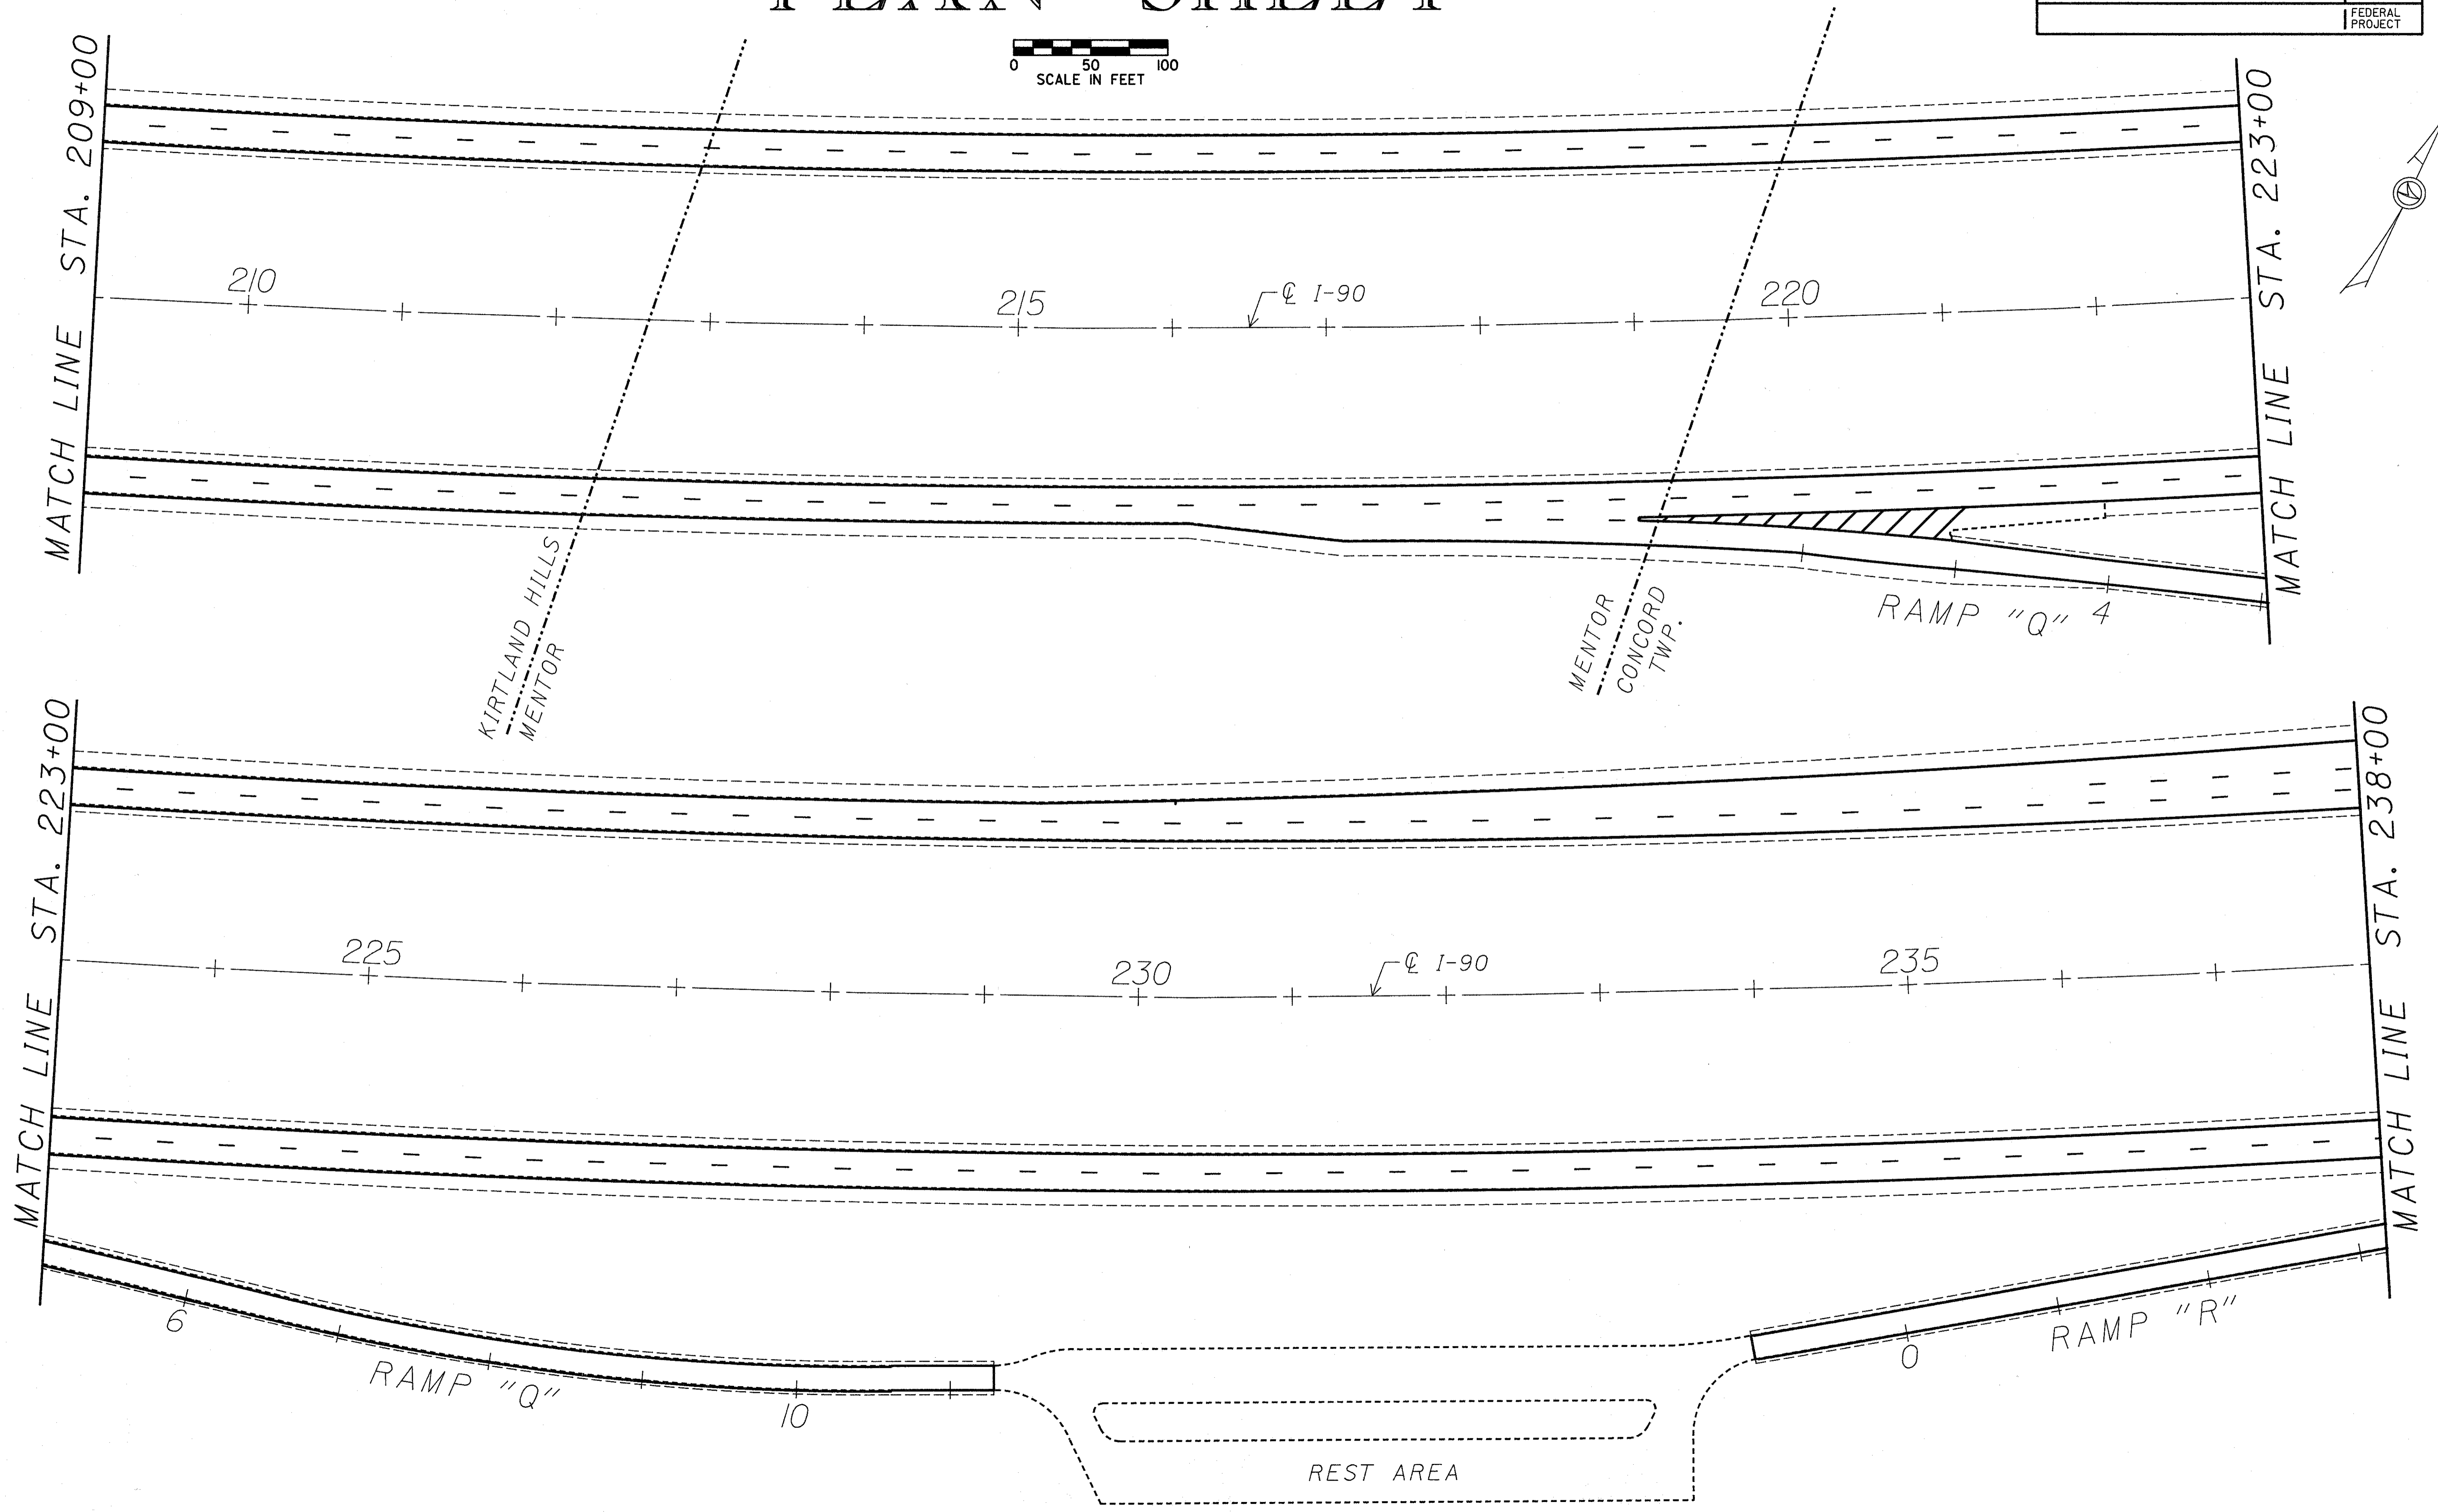 PLAN SHEET
FEDERAL
PROJECT
0 50 100
SCALE IN FEET
MATCH LINE STA. 209+00
MATCH LINE STA. 223+00
210
215
℄ I-90
220
KIRTLAND HILLS
MENTOR
MENTOR
CONCORD
TWP.
RAMP "Q" 4
MATCH LINE STA. 223+00
MATCH LINE STA. 238+00
225
230
℄ I-90
235
6
RAMP "Q"
10
0
RAMP "R"
REST AREA